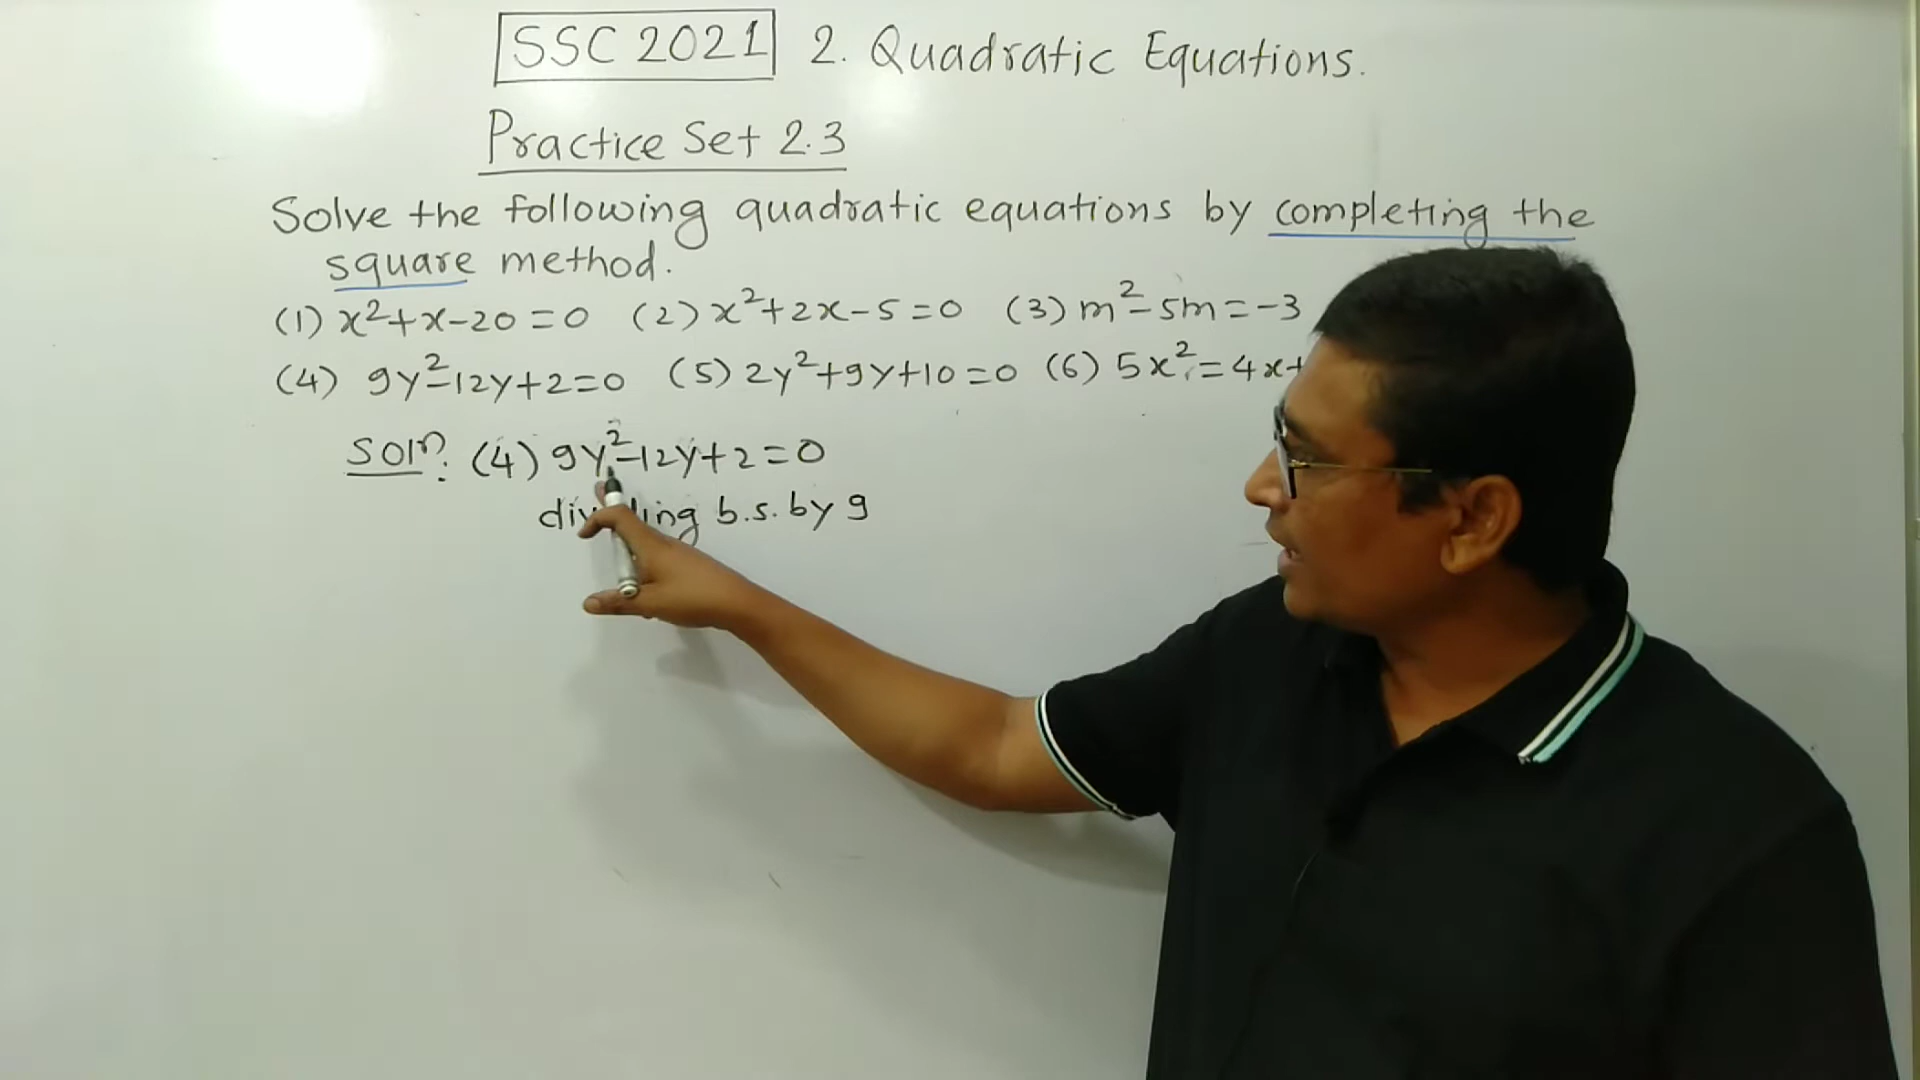 SSC 2021 2. Quadratic Equations.
Practice Set 2.3
Solve the following quadratic equations by completing the
square method.
(1) x²+x-20=0 (2) x²+2x-5=0 (3) m²-5m=-3
(4) 9y²-12y+2=0 (5) 2y²+9y+10=0 (6) 5x²=4x+
Solⁿ: (4) 9y²-12y+2=0
b.s. by 9